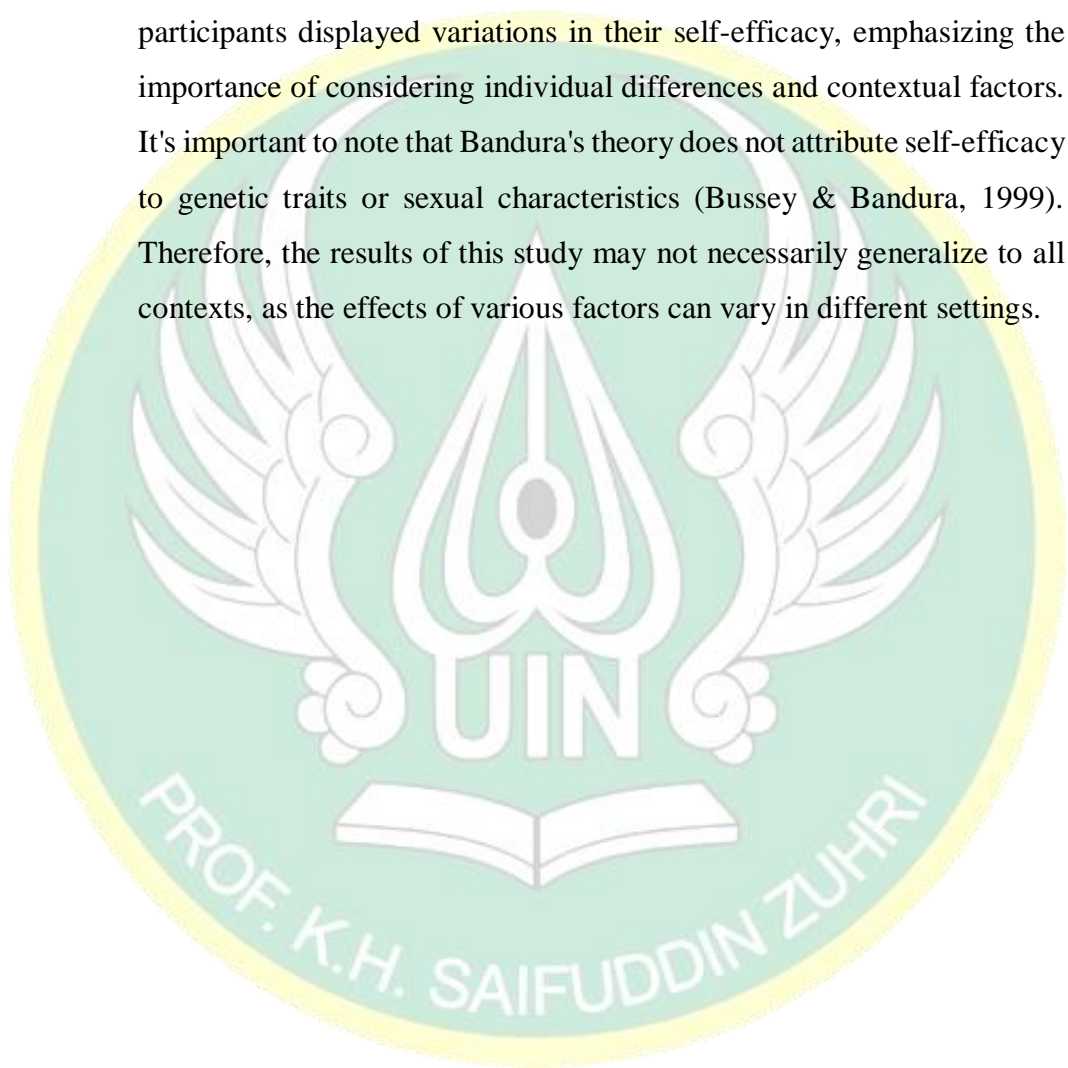 participants displayed variations in their self-efficacy, emphasizing the
importance of considering individual differences and contextual factors.
It's important to note that Bandura's theory does not attribute self-efficacy
to genetic traits or sexual characteristics (Bussey & Bandura, 1999).
Therefore, the results of this study may not necessarily generalize to all
contexts, as the effects of various factors can vary in different settings.
UIN
PROF. K.H. SAIFUDDIN ZUHRI